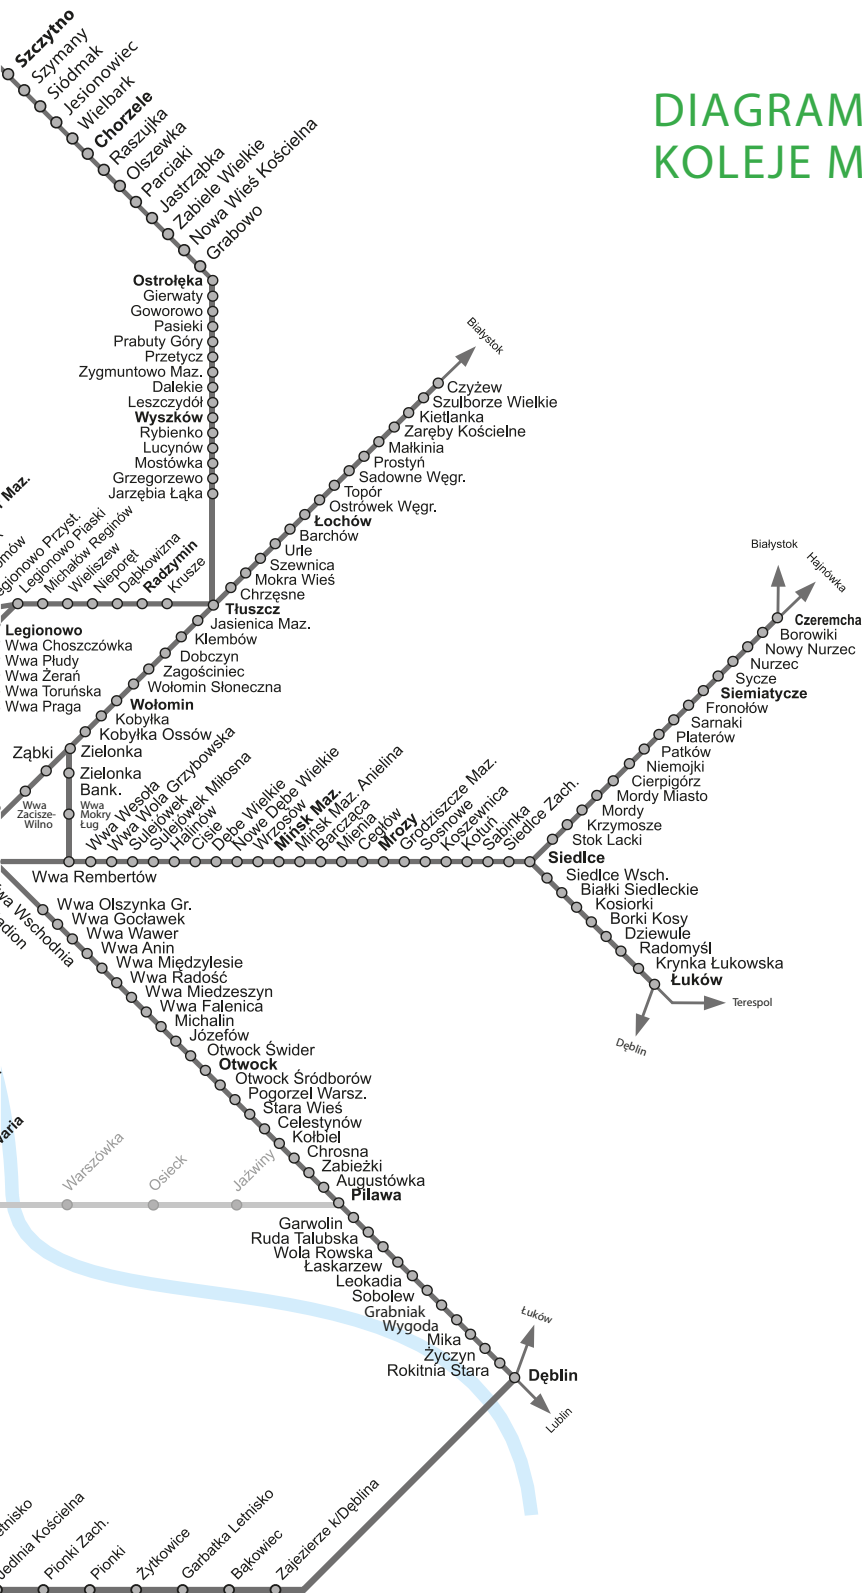 DIAGRAM
KOLEJE M
Szczytno
Szymany
Siódmak
Jesionowiec
Wielbark
Chorzele
Raszujka
Olszewka
Parciaki
Jastrząbka
Zabiele Wielkie
Nowa Wieś Kościelna
Grabowo
Ostrołęka
Gierwaty
Goworowo
Pasieki
Prabuty Góry
Przetycz
Zygmuntowo Maz.
Dalekie
Leszczydół
Wyszków
Rybienko
Lucynów
Mostówka
Grzegorzewo
Jarzębia Łąka
Białystok
Czyżew
Szulborze Wielkie
Kietlanka
Zaręby Kościelne
Małkinia
Prostyń
Sadowne Węgr.
Topór
Ostrówek Węgr.
Łochów
Barchów
Urle
Szewnica
Mokra Wieś
Chrzęsne
Tłuszcz
Jasienica Maz.
Klembów
Dobczyn
Zagościniec
Wołomin Słoneczna
Wołomin
Kobyłka
Kobyłka Ossów
Zielonka
Ząbki
Zielonka
Bank.
Wwa
Zacisze-
Wilno
Wwa
Mokry
Ług
Maz.
egionowo Przyst.
Legionowo Piaski
Michałów Reginów
Wieliszew
Nieporęt
Dąbkowizna
Radzymin
Krusze
Legionowo
Wwa Choszczówka
Wwa Płudy
Wwa Żerań
Wwa Toruńska
Wwa Praga
Wwa Rembertów
Wwa Wesoła
Wwa Wola Grzybowska
Sulejówek
Sulejówek Miłosna
Halinów
Cisie
Dębe Wielkie
Nowe Dębe Wielkie
Wrzosów
Mińsk Maz.
Mińsk Maz. Anielina
Barcząca
Mienia
Cegłów
Mrozy
Grodziszcze Maz.
Sosnowe
Koszewnica
Kotuń
Sabinka
Siedlce Zach.
Siedlce
Białystok
Hajnówka
Czeremcha
Borowiki
Nowy Nurzec
Nurzec
Sycze
Siemiatycze
Fronołów
Sarnaki
Platerów
Patków
Niemojki
Cierpigórz
Mordy Miasto
Mordy
Krzymosze
Stok Lacki
Siedlce Wsch.
Białki Siedleckie
Kosiorki
Borki Kosy
Dziewule
Radomyśl
Krynka Łukowska
Łuków
Terespol
Dęblin
wa Wschodnia
adion
Wwa Olszynka Gr.
Wwa Gocławek
Wwa Wawer
Wwa Anin
Wwa Międzylesie
Wwa Radość
Wwa Miedzeszyn
Wwa Falenica
Michalin
Józefów
Otwock Świder
Otwock
Otwock Śródborów
Pogorzel Warsz.
Stara Wieś
Celestynów
Kołbiel
Chrosna
Zabieżki
Augustówka
Pilawa
Warszówka
Osieck
Jaźwiny
Garwolin
Ruda Talubska
Wola Rowska
Łaskarzew
Leokadia
Sobolew
Grabniak
Wygoda
Mika
Życzyn
Rokitnia Stara
Dęblin
Łuków
Lublin
etnisko
Jedlnia Kościelna
Pionki Zach.
Pionki
Żytkowice
Garbatka Letnisko
Bąkowiec
Zajezierze k/Dęblina